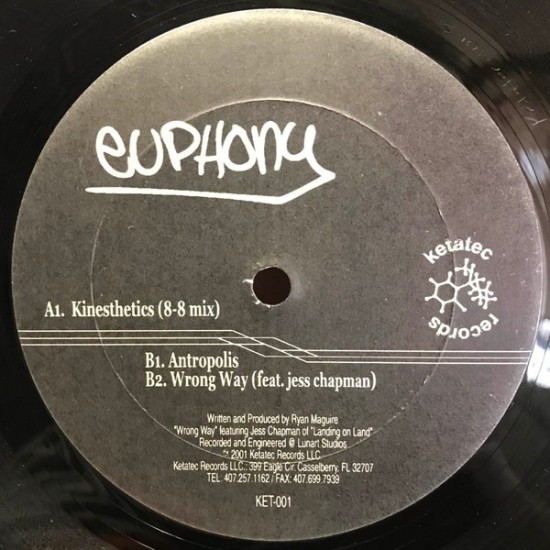 euphony
ketatec
records
A1. Kinesthetics (8-8 mix)
B1. Antropolis
B2. Wrong Way (feat. jess chapman)
Written and Produced by Ryan Maguire
"Wrong Way" featuring Jess Chapman of "Landing on Land"
Recorded and Engineered @ Lunart Studios
℗ 2001 Ketatec Records LLC
Ketatec Records LLC.: 399 Eagle Cir. Casselberry, FL 32707
TEL: 407.257.1162 / FAX: 407.699.7939
KET-001